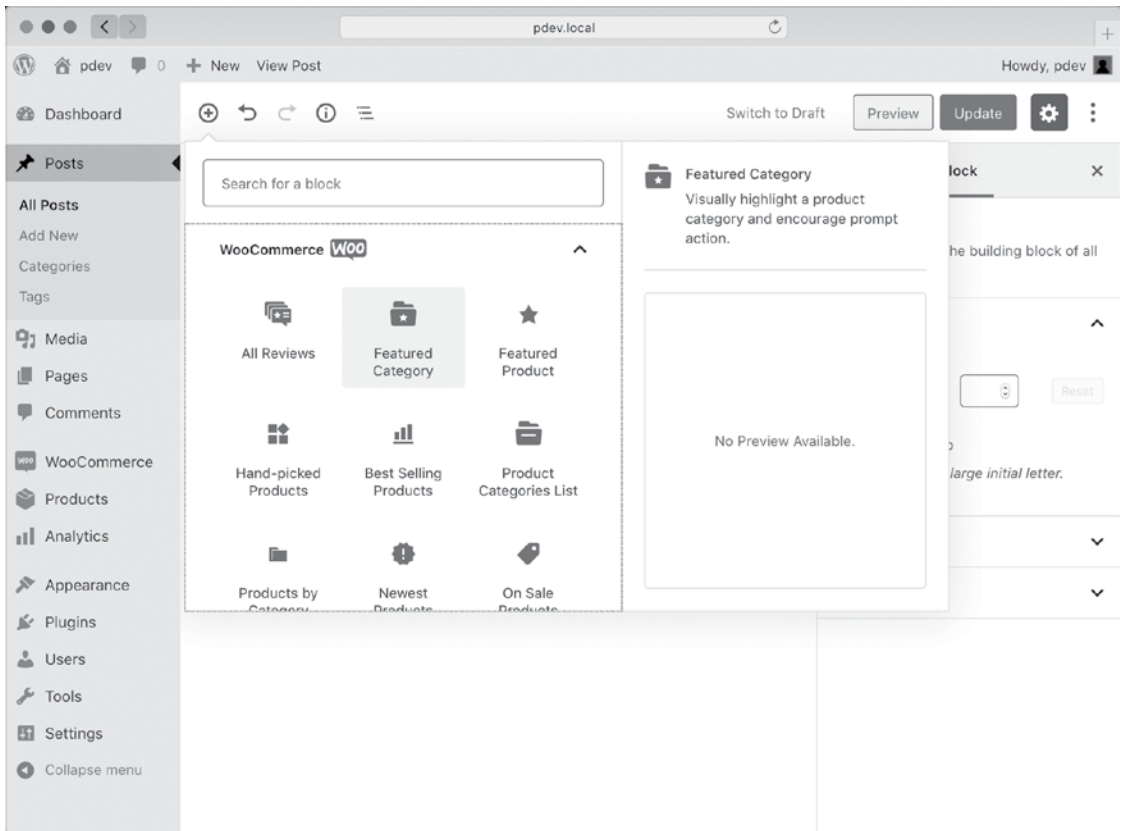 pdev.local
pdev 0 New View Post Howdy, pdev
Dashboard
Posts
All Posts
Add New
Categories
Tags
Media
Pages
Comments
WooCommerce
Products
Analytics
Appearance
Plugins
Users
Tools
Settings
Collapse menu
Switch to Draft Preview Update
Search for a block
WooCommerce WOO
All Reviews
Featured
Category
Featured
Product
Hand-picked
Products
Best Selling
Products
Product
Categories List
Products by
Category
Newest
Products
On Sale
Products
Featured Category
Visually highlight a product
category and encourage prompt
action.
No Preview Available.
lock
he building block of all
Reset
large initial letter.